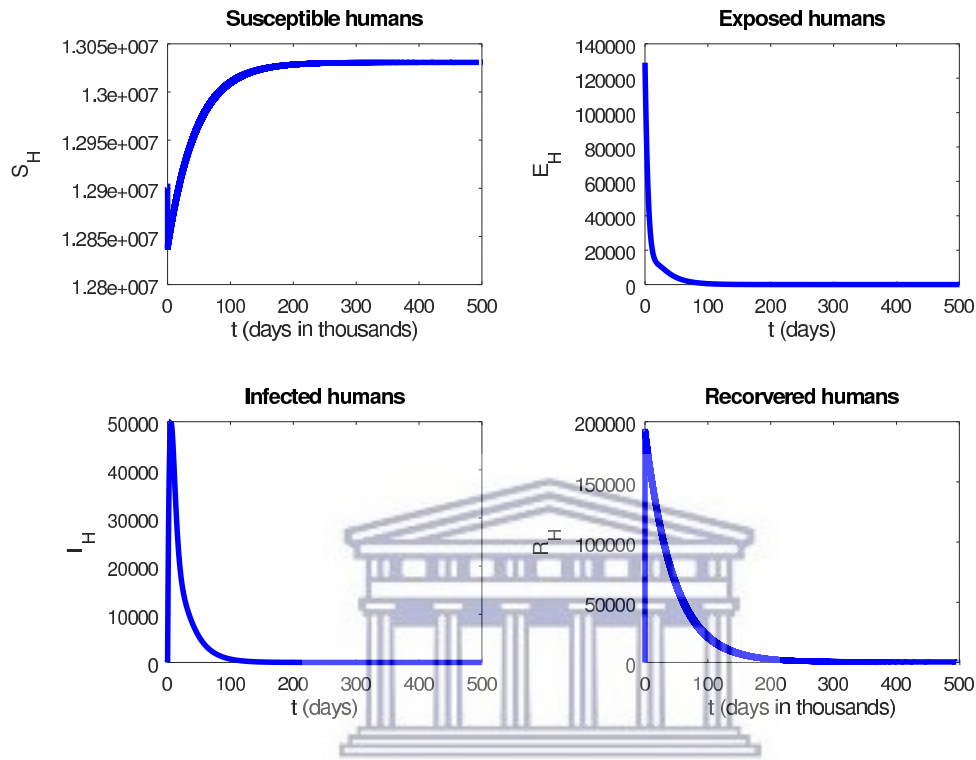 Susceptible humans
1.305e+007
1.3e+007
1.295e+007
1.29e+007
1.285e+007
1.28e+007
S_H
0 100 200 300 400 500
t (days in thousands)
Exposed humans
140000
120000
100000
80000
60000
40000
20000
0
E_H
0 100 200 300 400 500
t (days)
Infected humans
50000
40000
30000
20000
10000
0
I_H
0 100 200 300 400 500
t (days)
Recorvered humans
200000
150000
100000
50000
0
R_H
0 100 200 300 400 500
t (days in thousands)